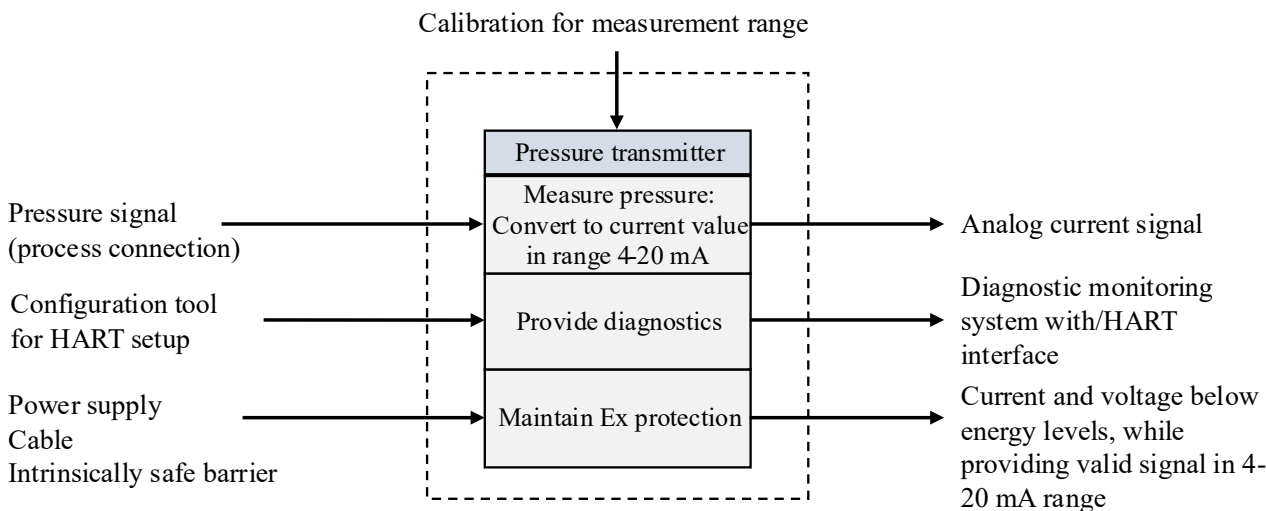 Calibration for measurement range
Pressure transmitter
Measure pressure:
Convert to current value
in range 4-20 mA
Provide diagnostics
Maintain Ex protection
Pressure signal
(process connection)
Configuration tool
for HART setup
Power supply
Cable
Intrinsically safe barrier
Analog current signal
Diagnostic monitoring
system with/HART
interface
Current and voltage below
energy levels, while
providing valid signal in 4-
20 mA range